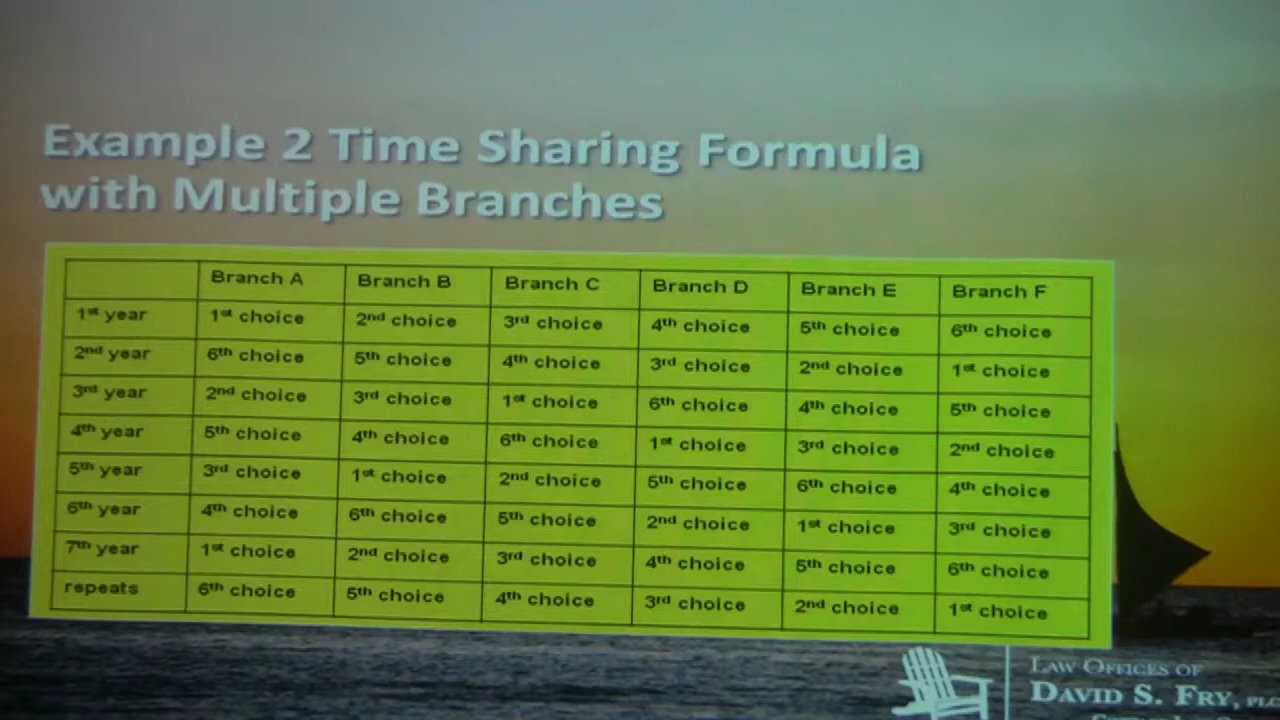 Example 2 Time Sharing Formula
with Multiple Branches
Branch A Branch B Branch C Branch D Branch E Branch F
1st year 1st choice 2nd choice 3rd choice 4th choice 5th choice 6th choice
2nd year 6th choice 5th choice 4th choice 3rd choice 2nd choice 1st choice
3rd year 2nd choice 3rd choice 1st choice 6th choice 4th choice 5th choice
4th year 5th choice 4th choice 6th choice 1st choice 3rd choice 2nd choice
5th year 3rd choice 1st choice 2nd choice 5th choice 6th choice 4th choice
6th year 4th choice 6th choice 5th choice 2nd choice 1st choice 3rd choice
7th year 1st choice 2nd choice 3rd choice 4th choice 5th choice 6th choice
repeats 6th choice 5th choice 4th choice 3rd choice 2nd choice 1st choice
LAW OFFICES OF
DAVID S. FRY, PLC